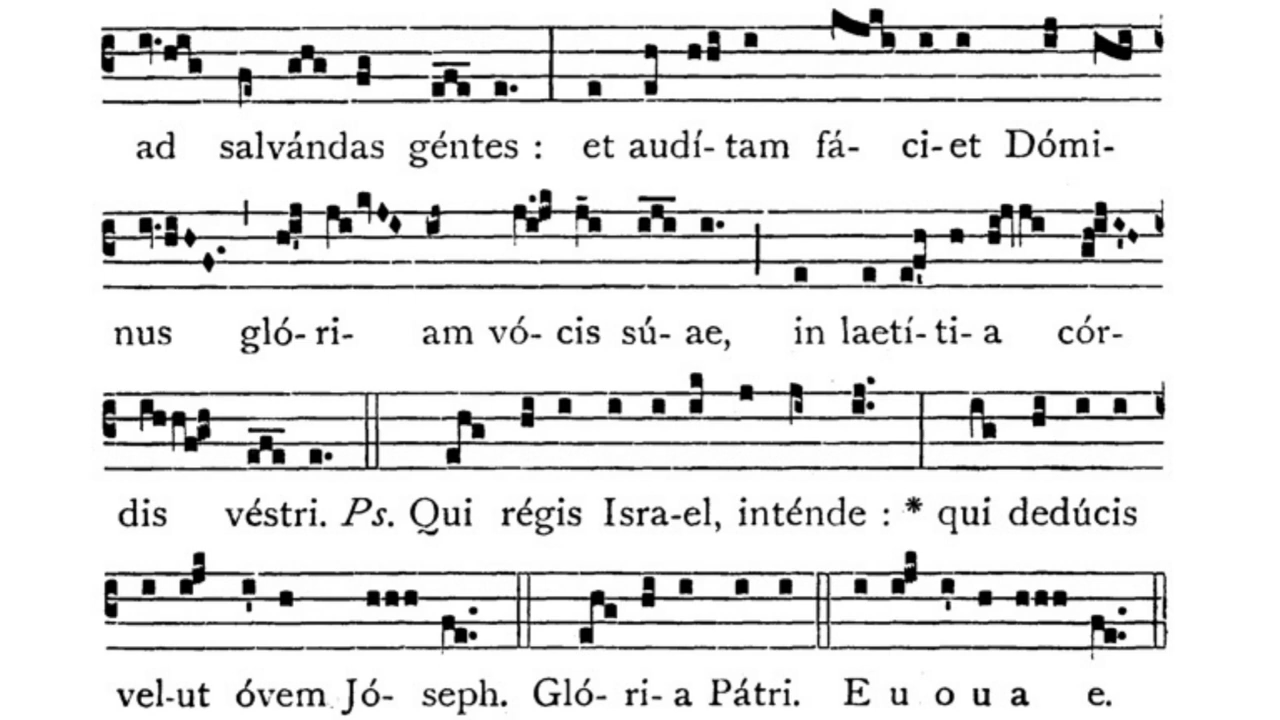 ad salvándas géntes : et audí- tam fá- ci-et Dómi-
nus gló- ri- am vó- cis sú- ae, in laetí- ti- a cór-
dis véstri. Ps. Qui régis Isra-el, inténde : * qui dedúcis
vel-ut óvem Jó- seph. Gló- ri- a Pátri. E u o u a e.